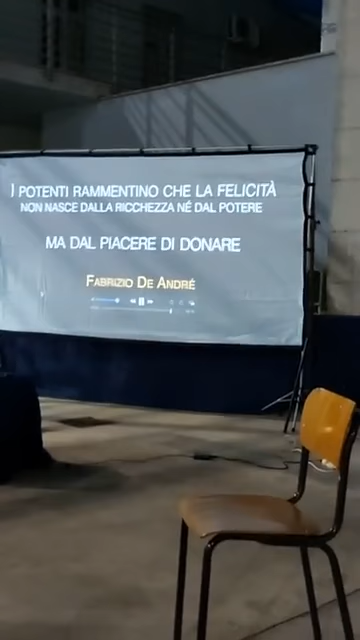 I POTENTI RAMMENTINO CHE LA FELICITÀ
NON NASCE DALLA RICCHEZZA NÉ DAL POTERE
MA DAL PIACERE DI DONARE
FABRIZIO DE ANDRÉ